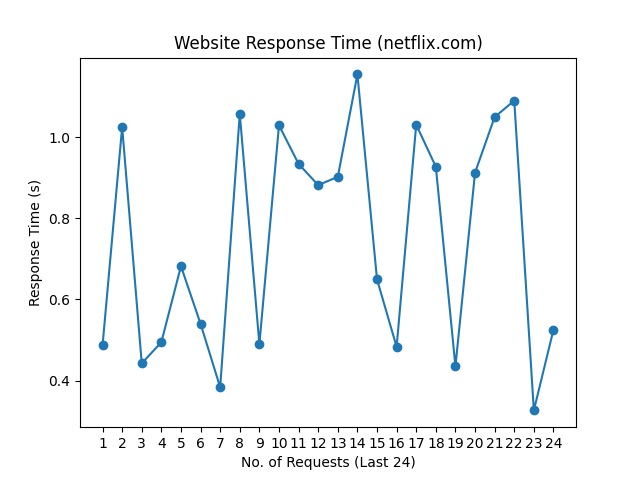 Website Response Time (netflix.com)
Response Time (s)
1.0
0.8
0.6
0.4
1 2 3 4 5 6 7 8 9 10 11 12 13 14 15 16 17 18 19 20 21 22 23 24
No. of Requests (Last 24)